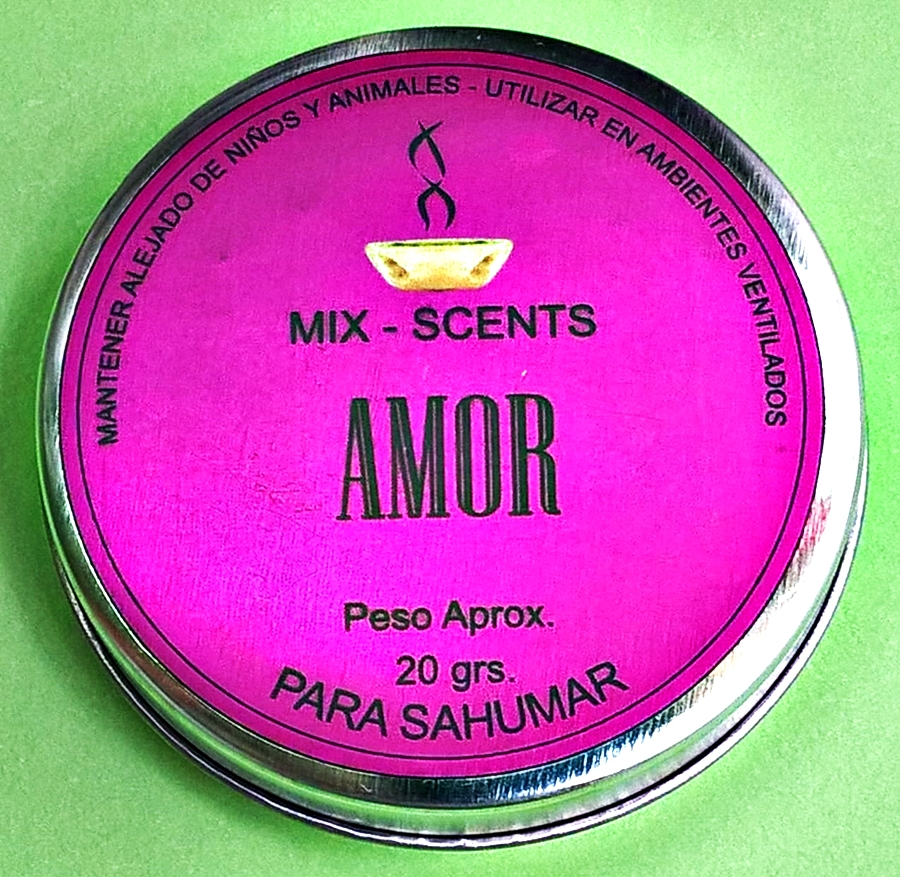 MANTENER ALEJADO DE NIÑOS Y ANIMALES - UTILIZAR EN AMBIENTES VENTILADOS
MIX - SCENTS
AMOR
Peso Aprox.
20 grs.
PARA SAHUMAR